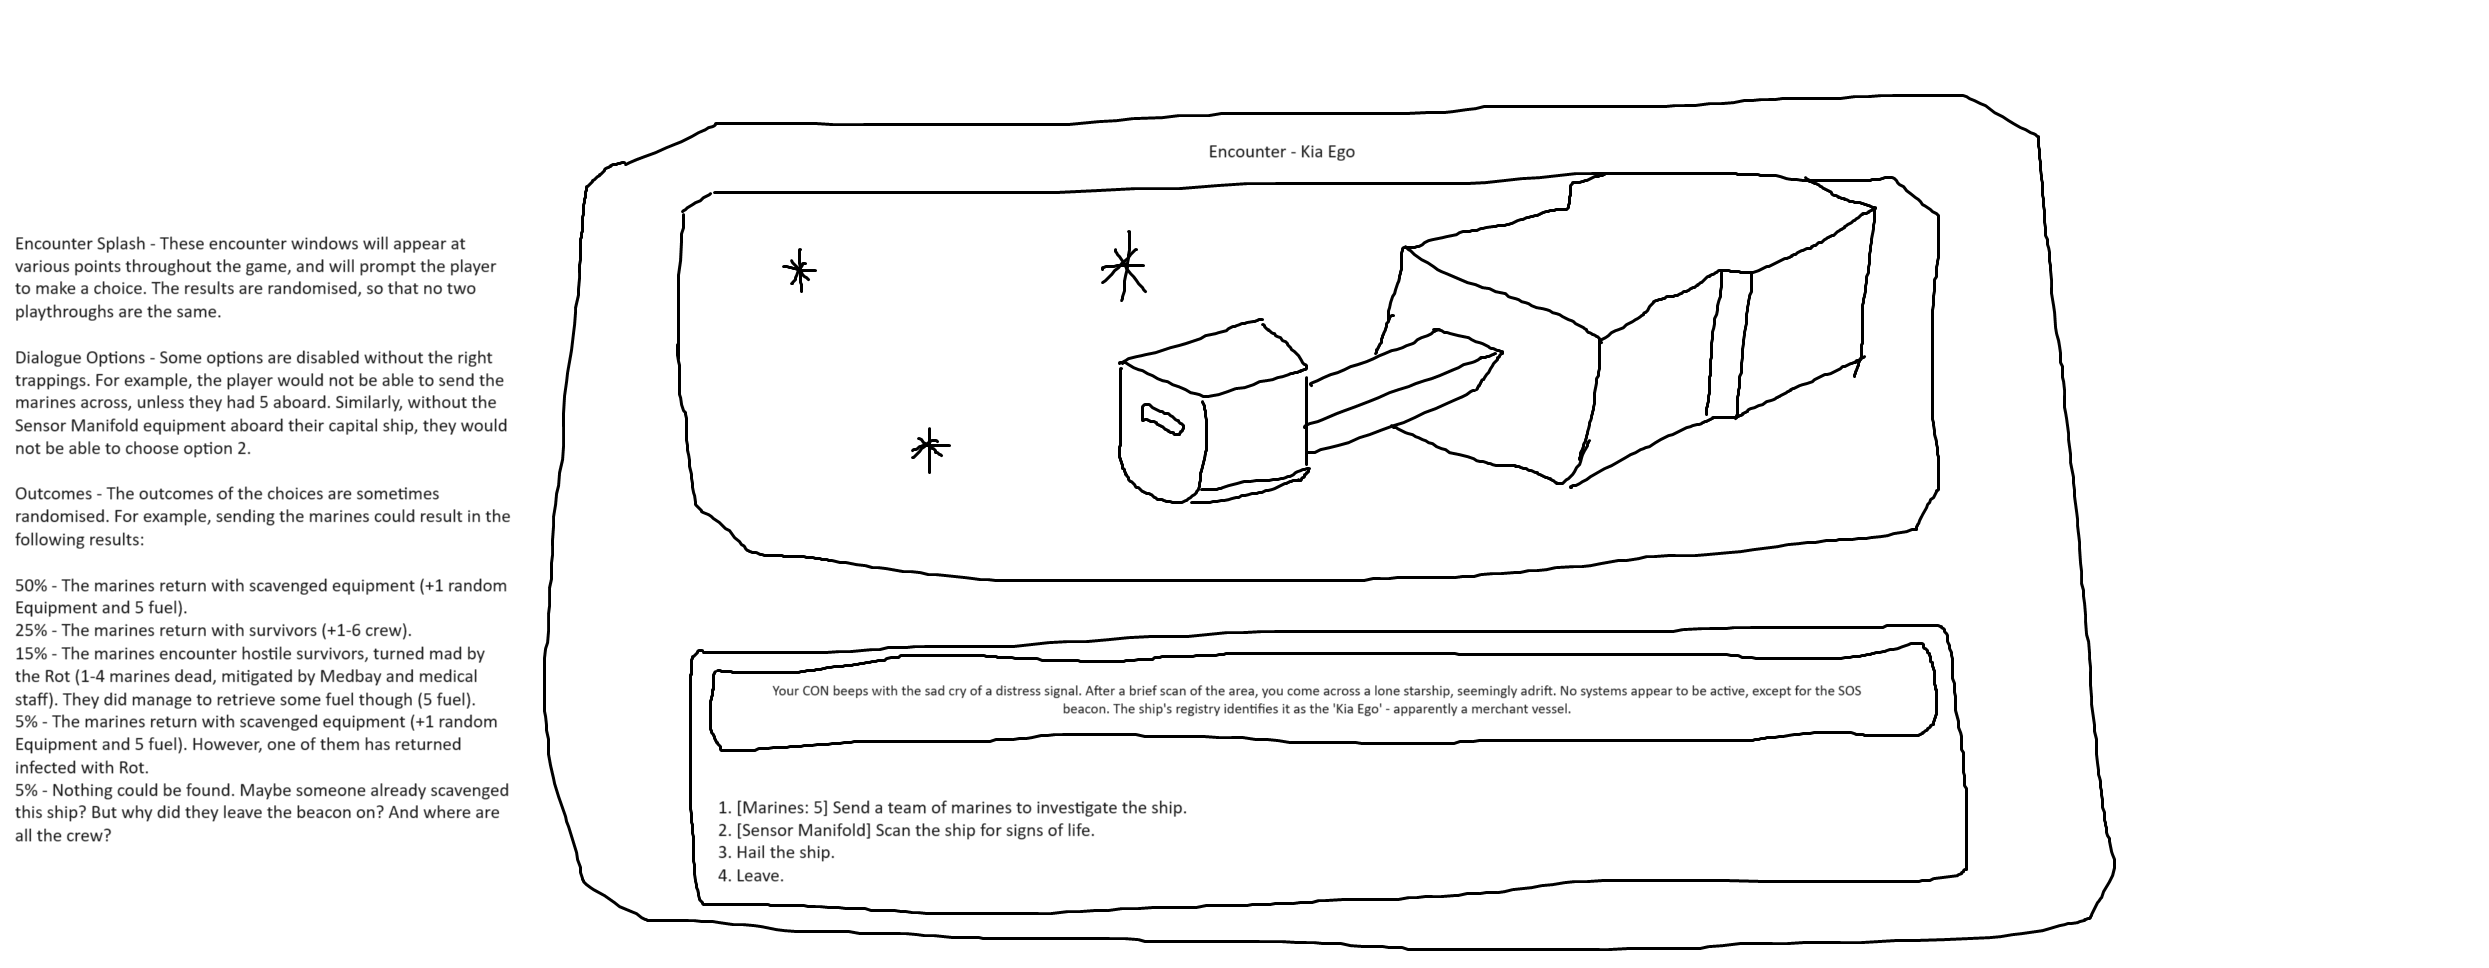 Encounter - Kia Ego
Encounter Splash - These encounter windows will appear at
various points throughout the game, and will prompt the player
to make a choice. The results are randomised, so that no two
playthroughs are the same.
Dialogue Options - Some options are disabled without the right
trappings. For example, the player would not be able to send the
marines across, unless they had 5 aboard. Similarly, without the
Sensor Manifold equipment aboard their capital ship, they would
not be able to choose option 2.
Outcomes - The outcomes of the choices are sometimes
randomised. For example, sending the marines could result in the
following results:
50% - The marines return with scavenged equipment (+1 random
Equipment and 5 fuel).
25% - The marines return with survivors (+1-6 crew).
15% - The marines encounter hostile survivors, turned mad by
the Rot (1-4 marines dead, mitigated by Medbay and medical
staff). They did manage to retrieve some fuel though (5 fuel).
5% - The marines return with scavenged equipment (+1 random
Equipment and 5 fuel). However, one of them has returned
infected with Rot.
5% - Nothing could be found. Maybe someone already scavenged
this ship? But why did they leave the beacon on? And where are
all the crew?
Your CON beeps with the sad cry of a distress signal. After a brief scan of the area, you come across a lone starship, seemingly adrift. No systems appear to be active, except for the SOS
beacon. The ship's registry identifies it as the 'Kia Ego' - apparently a merchant vessel.
1. [Marines: 5] Send a team of marines to investigate the ship.
2. [Sensor Manifold] Scan the ship for signs of life.
3. Hail the ship.
4. Leave.